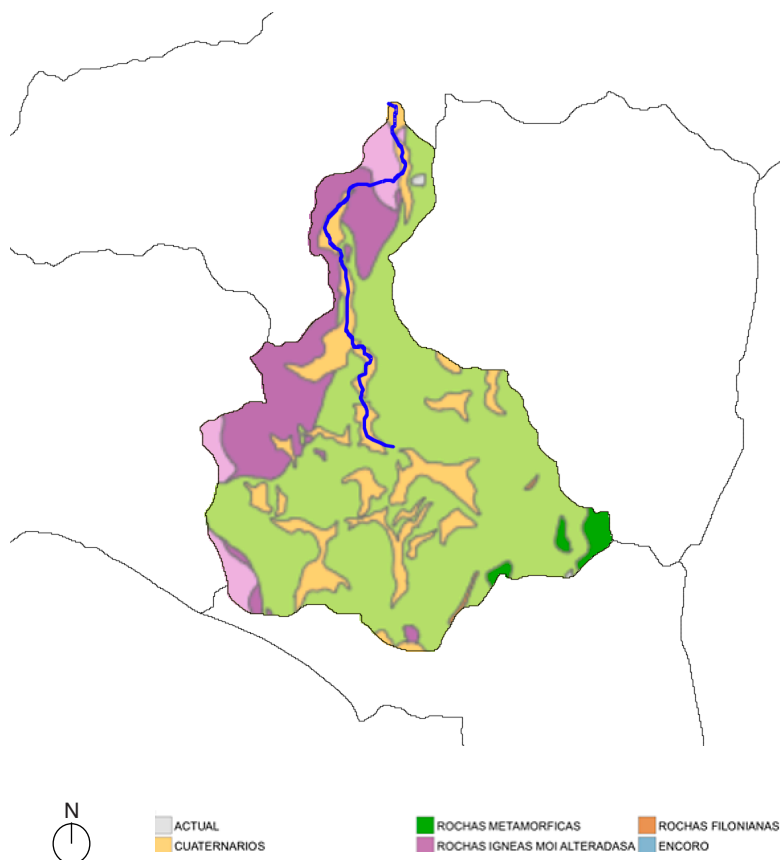 N
ACTUAL
ROCHAS METAMORFICAS
ROCHAS FILONIANAS
CUATERNARIOS
ROCHAS IGNEAS MOI ALTERADASA
ENCORO